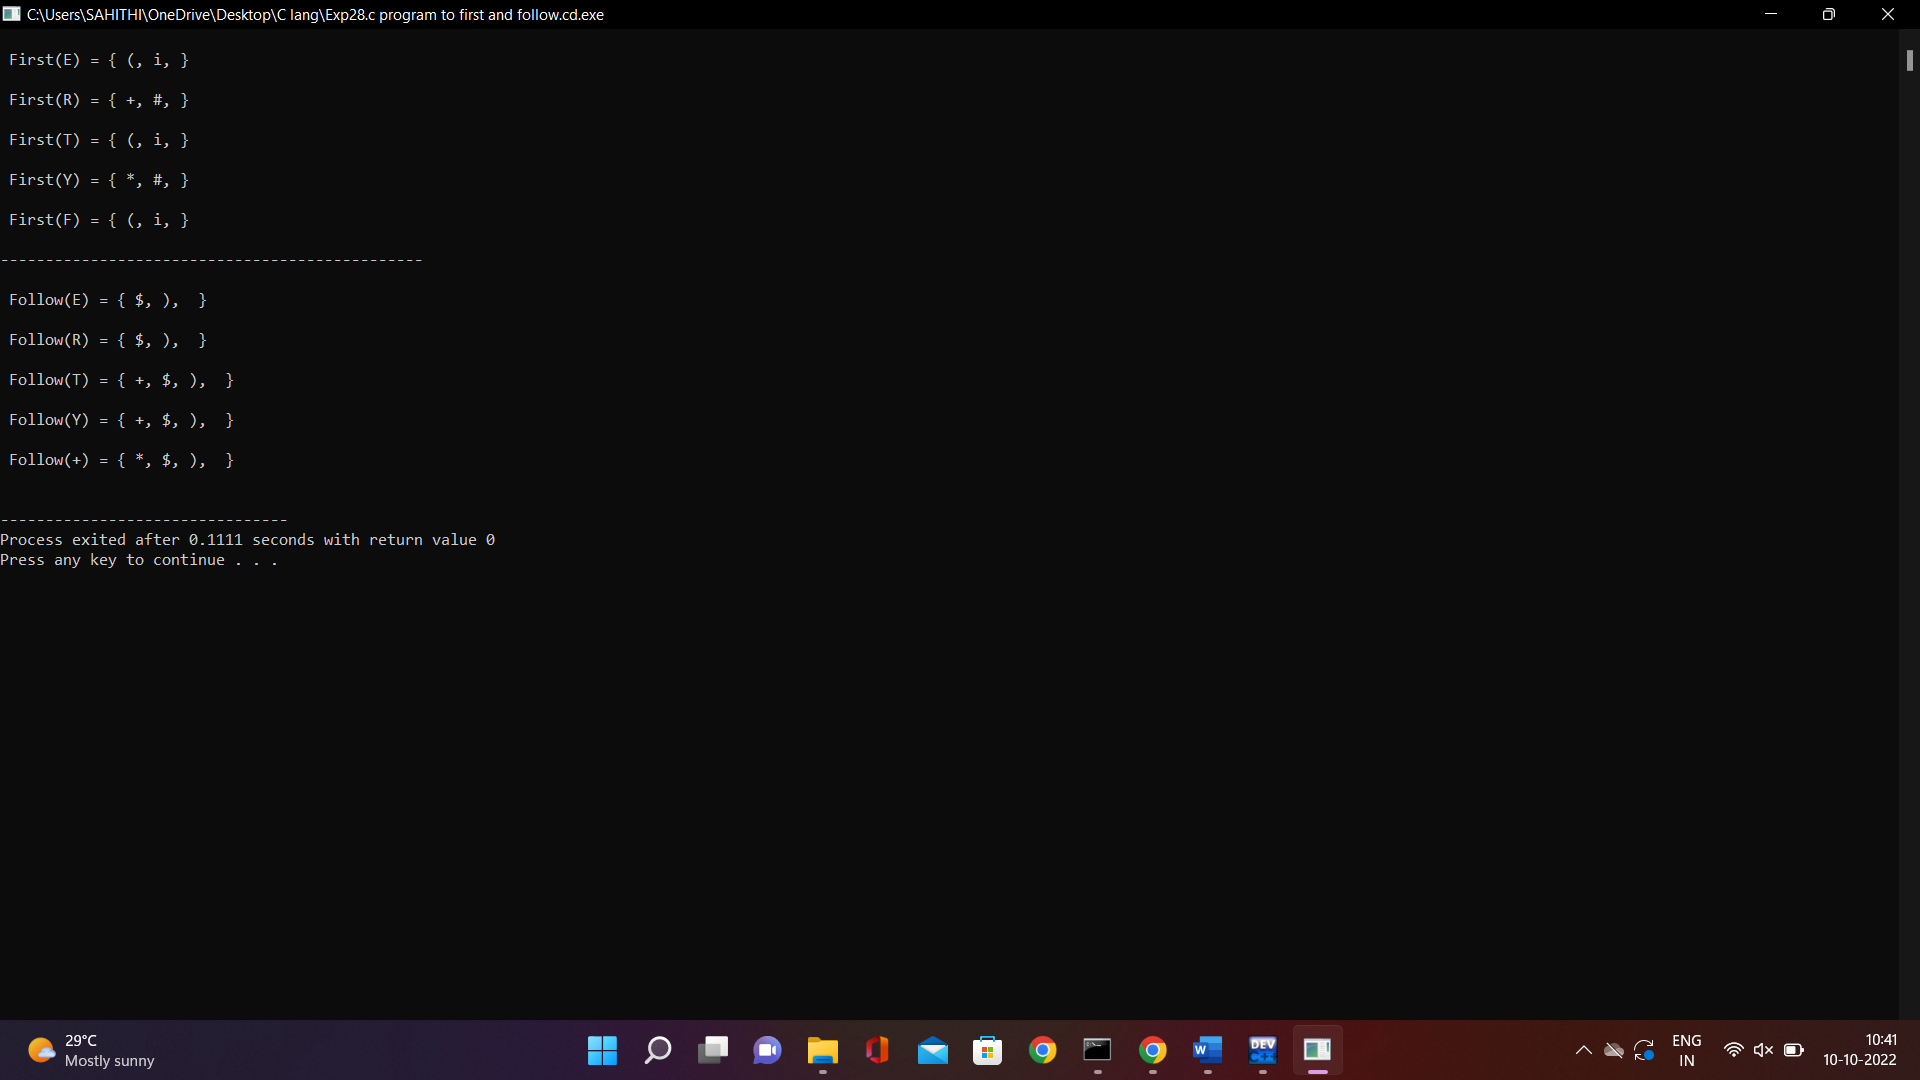 C:\Users\SAHITHI\OneDrive\Desktop\C lang\Exp28.c program to first and follow.cd.exe
First(E) = { (, i, }
First(R) = { +, #, }
First(T) = { (, i, }
First(Y) = { *, #, }
First(F) = { (, i, }
-----------------------------------------------
Follow(E) = { $, ),  }
Follow(R) = { $, ),  }
Follow(T) = { +, $, ),  }
Follow(Y) = { +, $, ),  }
Follow(+) = { *, $, ),  }
--------------------------------
Process exited after 0.1111 seconds with return value 0
Press any key to continue . . .
29°C
Mostly sunny
W
DEV
C++
ENG
IN
10:41
10-10-2022